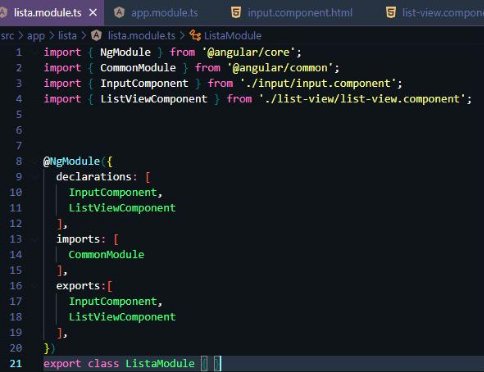 lista.module.ts × app.module.ts input.component.html list-view.compone
src > app > lista > lista.module.ts > ListaModule
1 import { NgModule } from '@angular/core';
2 import { CommonModule } from '@angular/common';
3 import { InputComponent } from './input/input.component';
4 import { ListViewComponent } from './list-view/list-view.component';
5
6
7
8 @NgModule({
9 declarations: [
10 InputComponent,
11 ListViewComponent
12 ],
13 imports: [
14 CommonModule
15 ],
16 exports:[
17 InputComponent,
18 ListViewComponent
19 ],
20 })
21 export class ListaModule { }